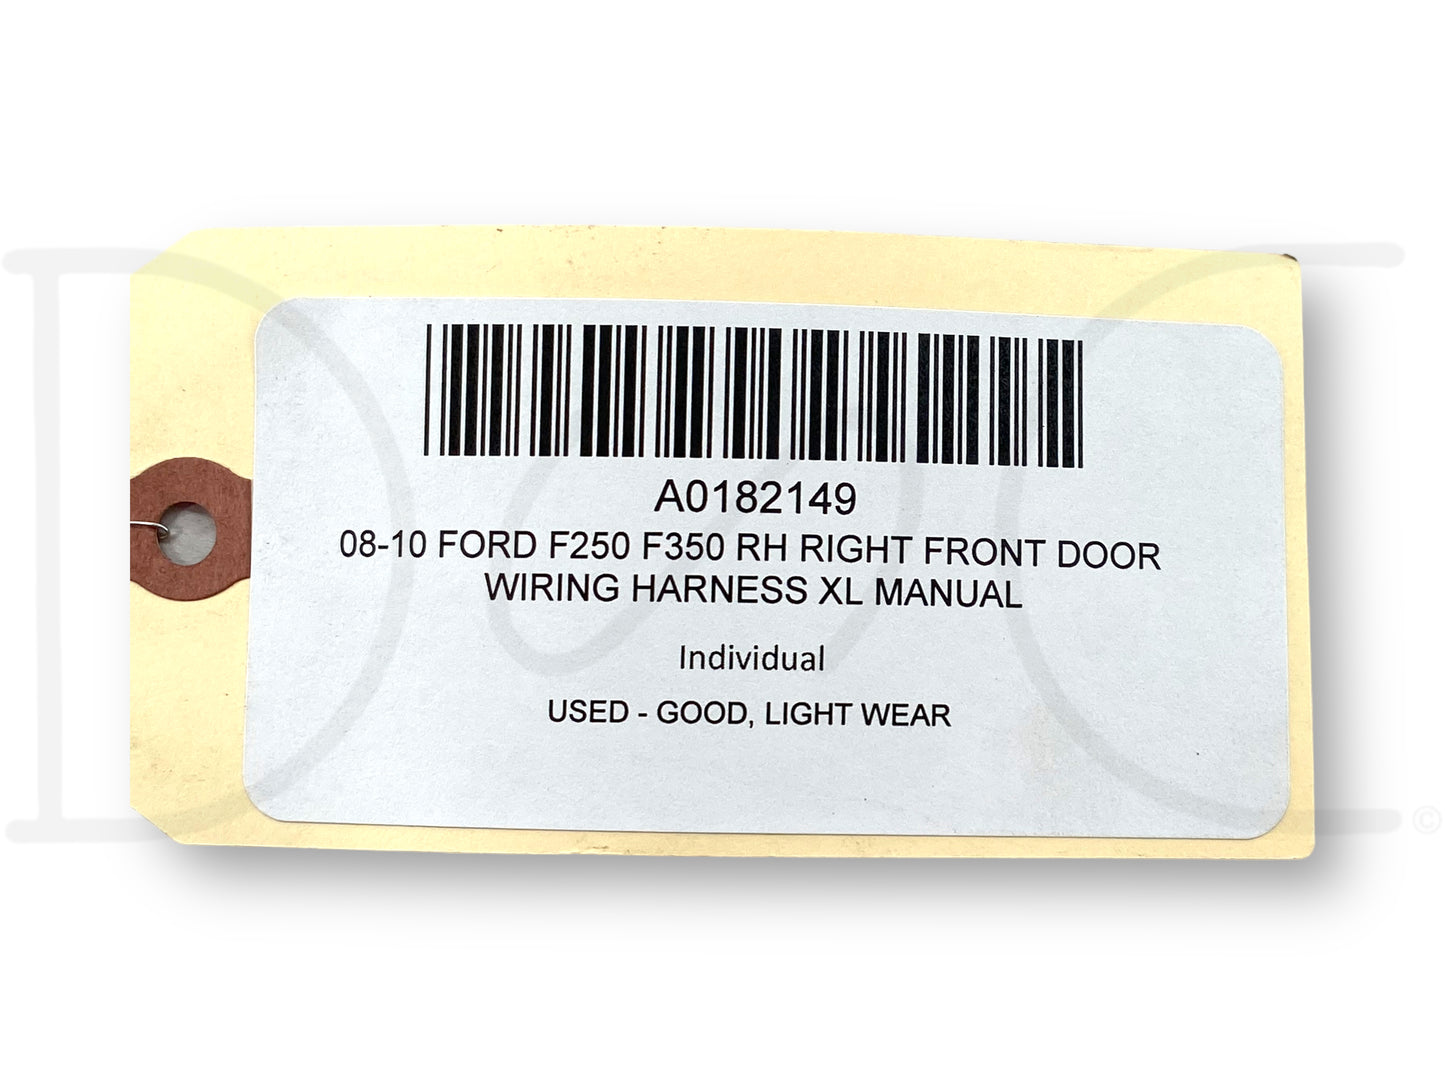 A0182149
08-10 FORD F250 F350 RH RIGHT FRONT DOOR
WIRING HARNESS XL MANUAL
Individual
USED - GOOD, LIGHT WEAR
©